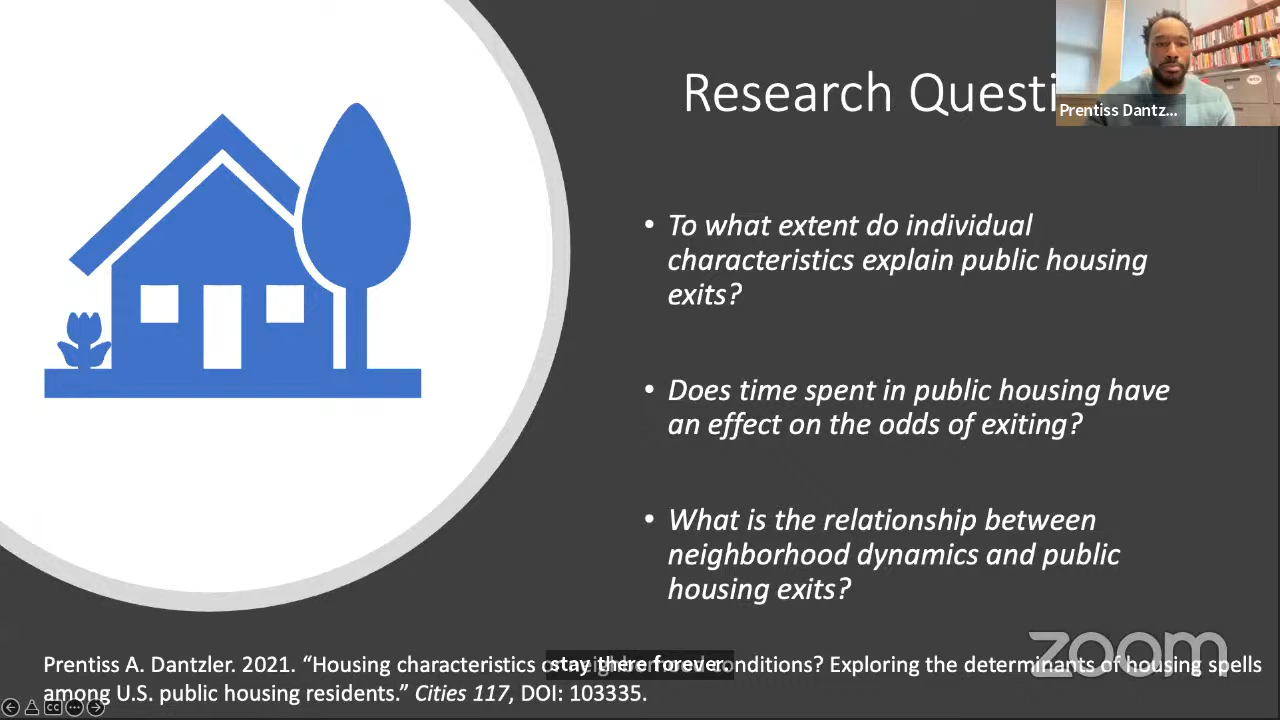 Research Questi
Prentiss Dantz...
• To what extent do individual
characteristics explain public housing
exits?
• Does time spent in public housing have
an effect on the odds of exiting?
• What is the relationship between
neighborhood dynamics and public
housing exits?
zoom
Prentiss A. Dantzler. 2021. “Housing characteristics conditions? Exploring the determinants of housing spells
stay there forever.
among U.S. public housing residents.” Cities 117, DOI: 103335.
CC